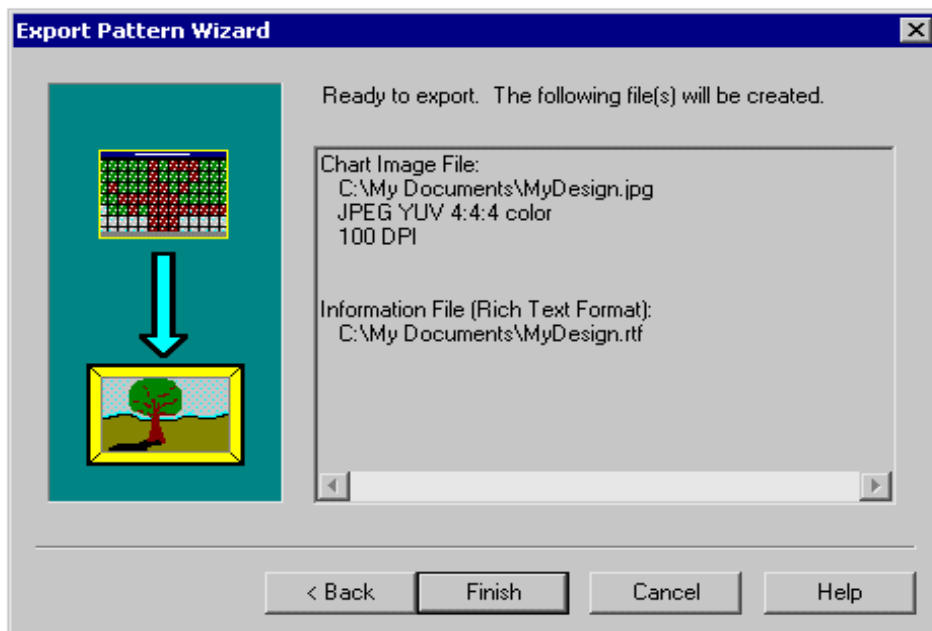 Export Pattern Wizard
Ready to export. The following file(s) will be created.
Chart Image File:
C:\My Documents\MyDesign.jpg
JPEG YUV 4:4:4 color
100 DPI
Information File (Rich Text Format):
C:\My Documents\MyDesign.rtf
< Back
Finish
Cancel
Help